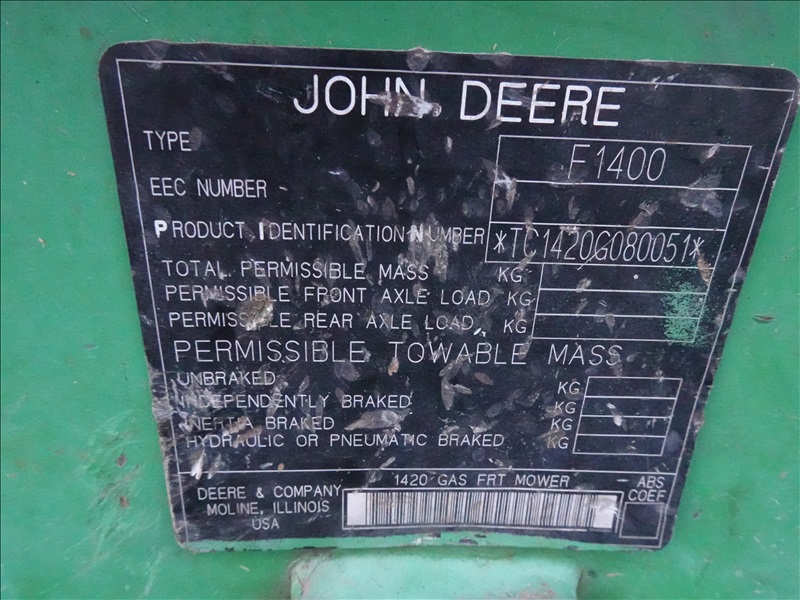 JOHN DEERE
TYPE F1400
EEC NUMBER -
PRODUCT IDENTIFICATION NUMBER *TC1420G080051*
TOTAL PERMISSIBLE MASS KG
PERMISSIBLE FRONT AXLE LOAD KG
PERMISSIBLE REAR AXLE LOAD KG
PERMISSIBLE TOWABLE MASS
UNBRAKED KG
INDEPENDENTLY BRAKED KG
INERTIA BRAKED KG
HYDRAULIC OR PNEUMATIC BRAKED KG
DEERE & COMPANY
MOLINE, ILLINOIS
USA
1420 GAS FRT MOWER
ABS
COEF